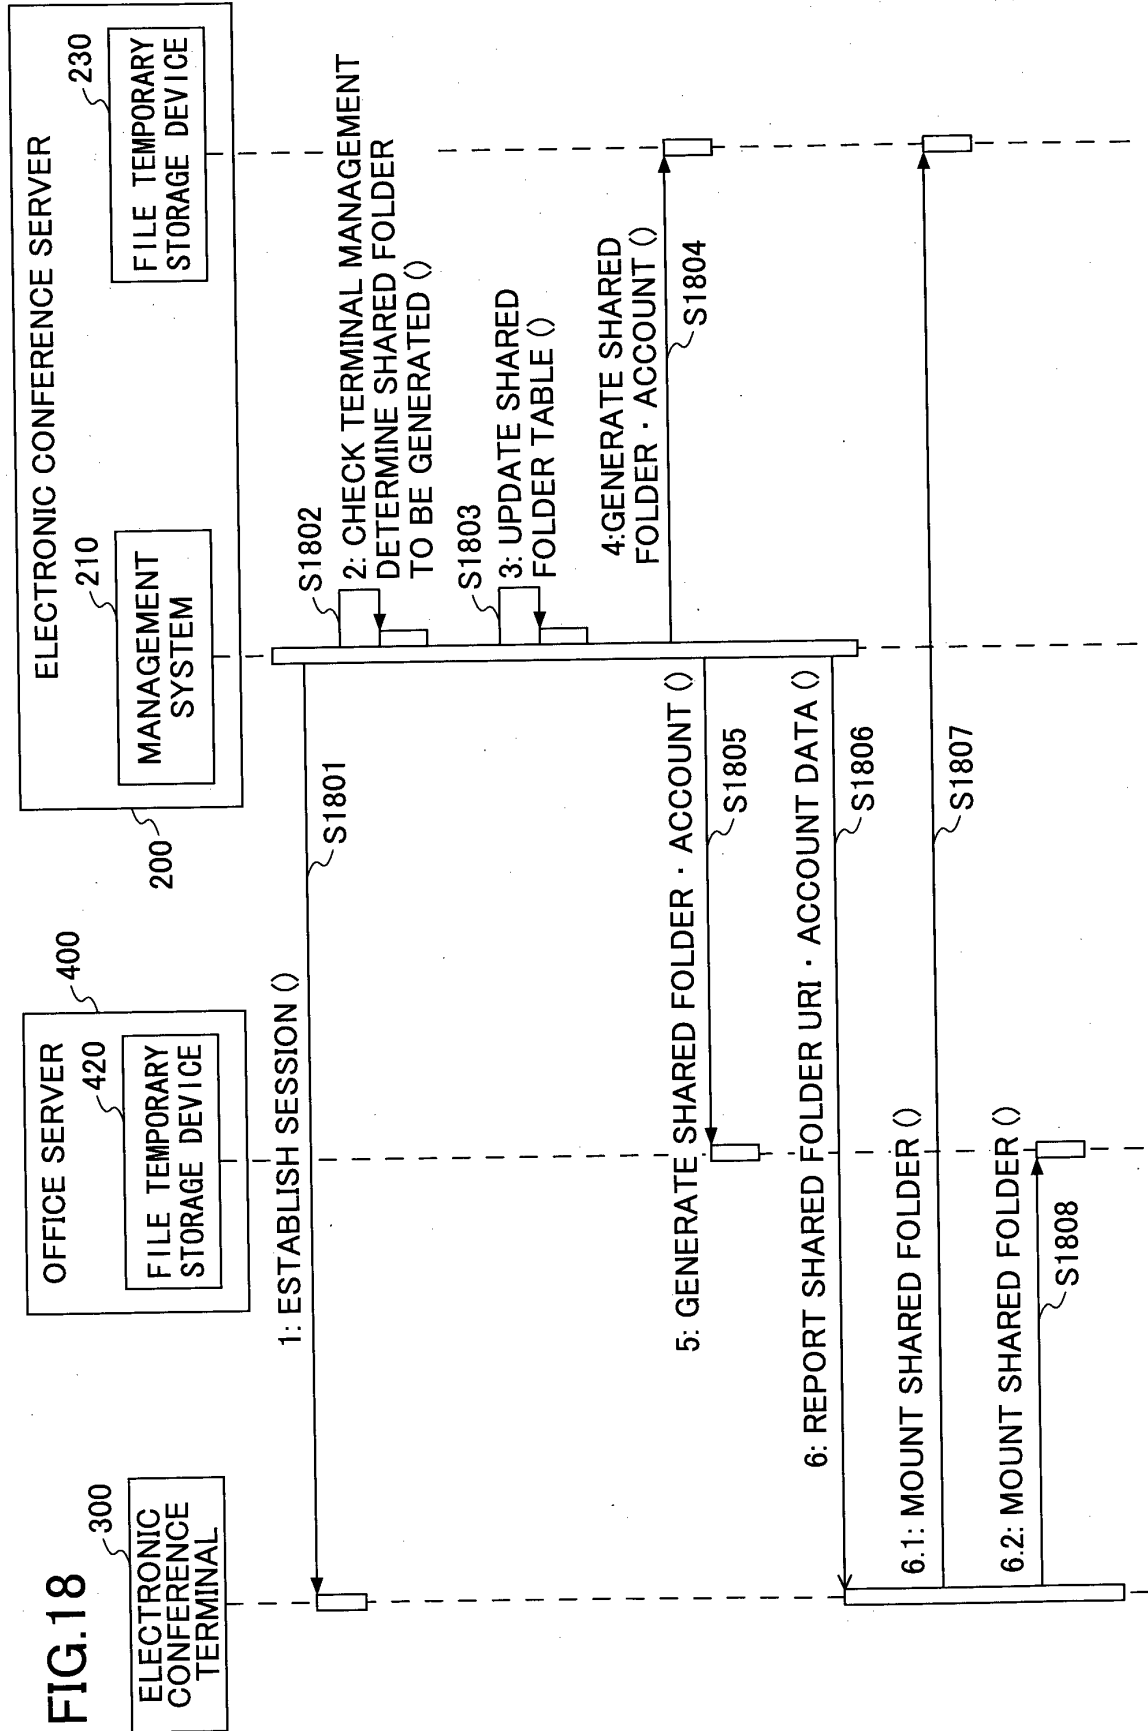 FIG.18
ELECTRONIC
CONFERENCE
TERMINAL
300
OFFICE SERVER
400
FILE TEMPORARY
STORAGE DEVICE
420
ELECTRONIC CONFERENCE SERVER
200
MANAGEMENT
SYSTEM
210
FILE TEMPORARY
STORAGE DEVICE
230
1: ESTABLISH SESSION ()
S1801
S1802
2: CHECK TERMINAL MANAGEMENT
DETERMINE SHARED FOLDER
TO BE GENERATED ()
S1803
3: UPDATE SHARED
FOLDER TABLE ()
4:GENERATE SHARED
FOLDER · ACCOUNT ()
S1804
5: GENERATE SHARED FOLDER · ACCOUNT ()
S1805
6: REPORT SHARED FOLDER URI · ACCOUNT DATA ()
S1806
6.1: MOUNT SHARED FOLDER ()
S1807
6.2: MOUNT SHARED FOLDER ()
S1808